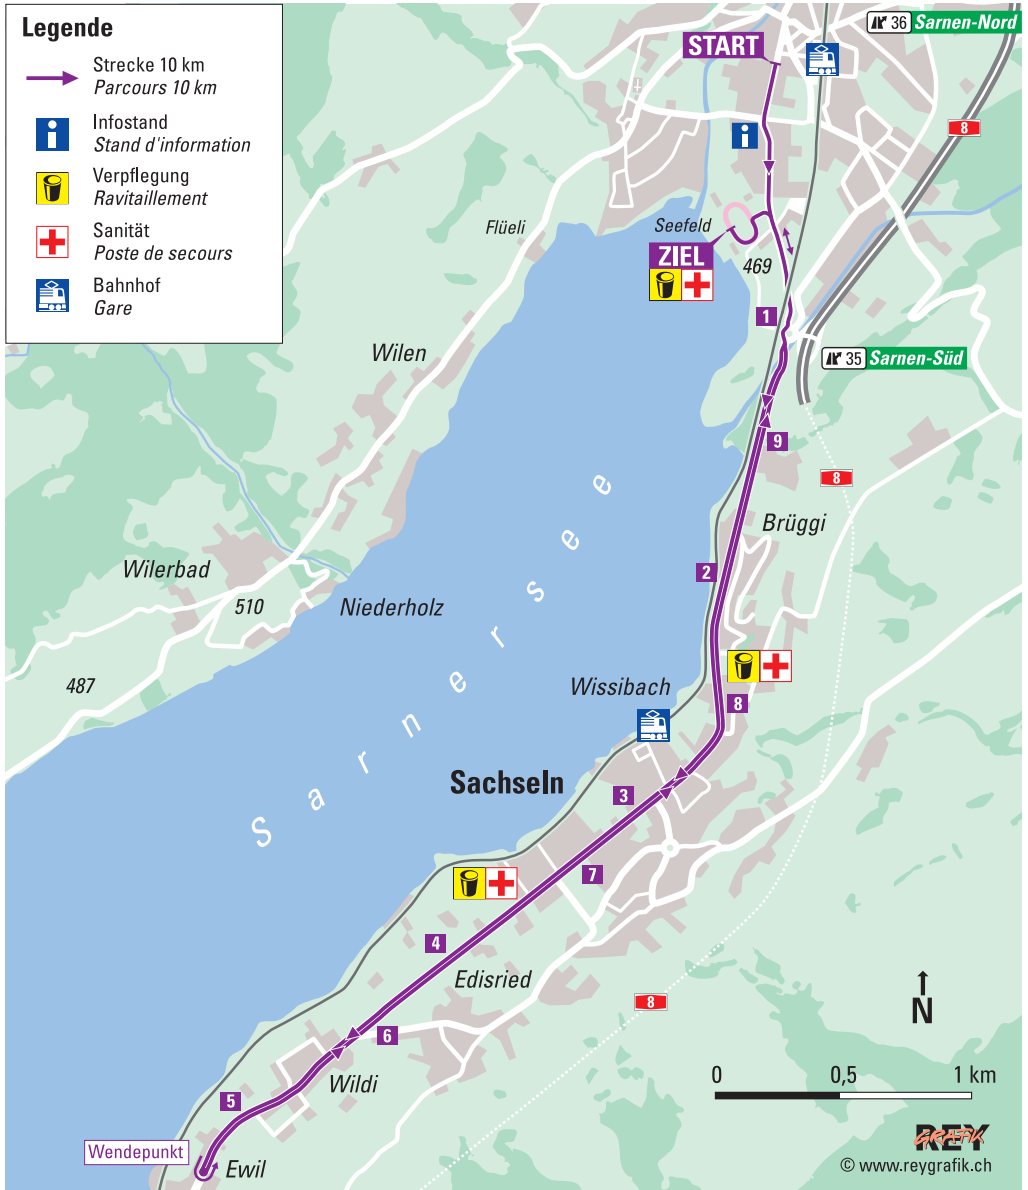 Legende
Strecke 10 km
Parcours 10 km
Infostand
Stand d'information
Verpflegung
Ravitaillement
Sanität
Poste de secours
Bahnhof
Gare
START
36 Sarnen-Nord
8
Flüeli
Seefeld
ZIEL
469
1
Wilen
35 Sarnen-Süd
9
8
Brüggi
Sarnersee
2
Wilerbad
510
Niederholz
487
Wissibach
8
Sachseln
3
7
4
Edisried
8
N
6
0 0,5 1 km
Wildi
5
Wendepunkt
Ewil
REY
GRAFIK
© www.reygrafik.ch